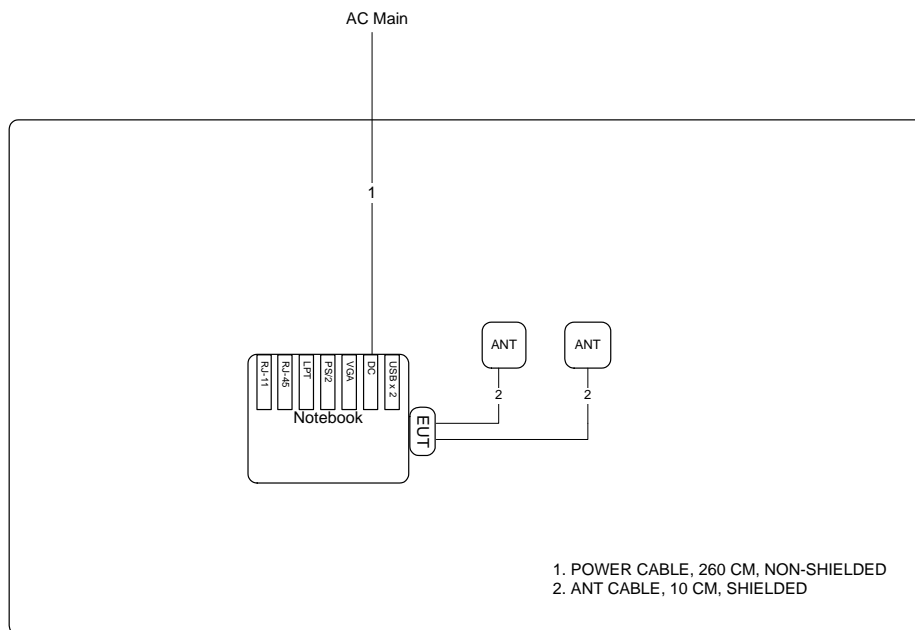 AC Main
1
ANT
ANT
2
2
RJ-11
RJ-45
LPT
PS/2
VGA
DC
USB x 2
Notebook
EUT
1. POWER CABLE, 260 CM, NON-SHIELDED
2. ANT CABLE, 10 CM, SHIELDED